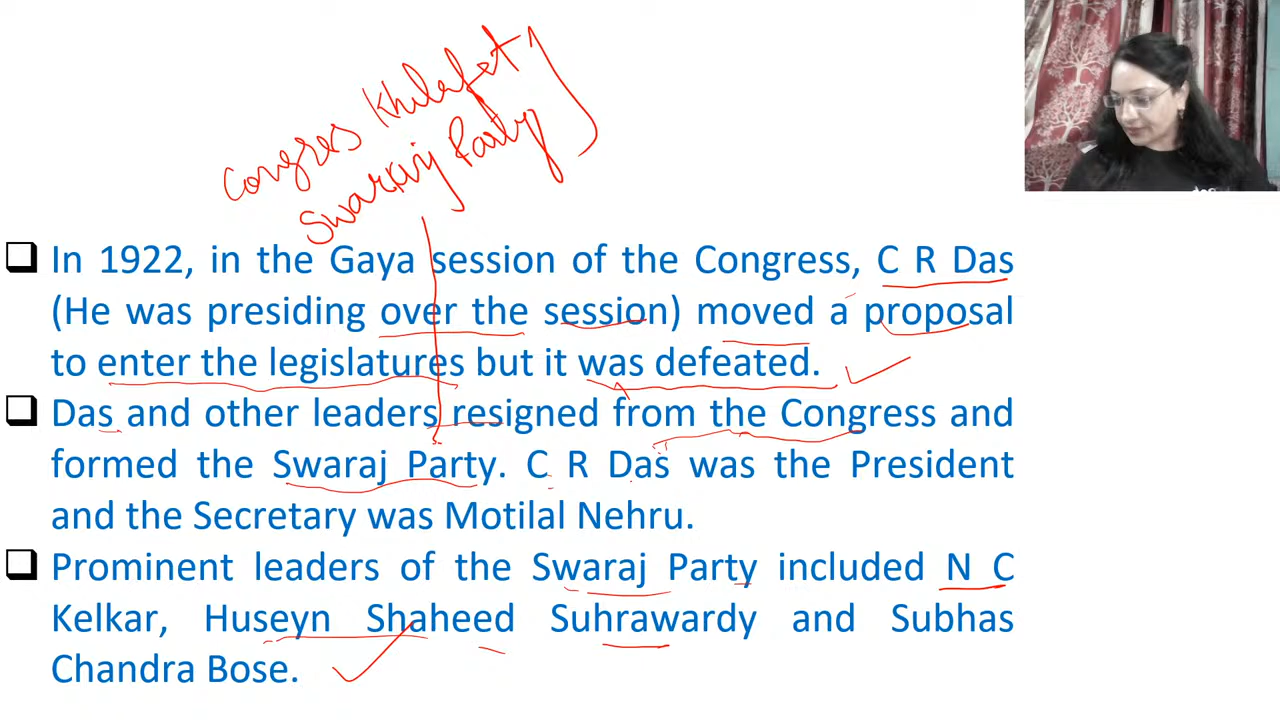 Congres Khilafat
Swaraj Party
❑ In 1922, in the Gaya session of the Congress, C R Das
(He was presiding over the session) moved a proposal
to enter the legislatures but it was defeated.
❑ Das and other leaders resigned from the Congress and
formed the Swaraj Party. C R Das was the President
and the Secretary was Motilal Nehru.
❑ Prominent leaders of the Swaraj Party included N C
Kelkar, Huseyn Shaheed Suhrawardy and Subhas
Chandra Bose.